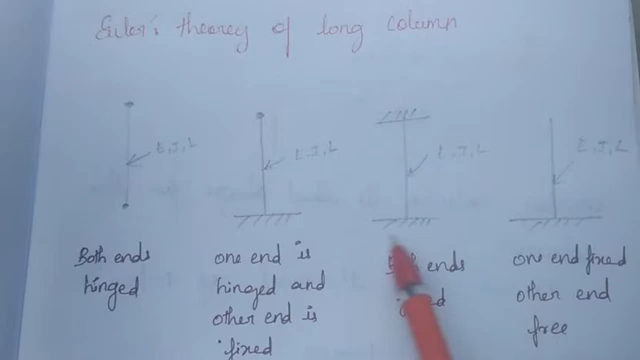 Euler's theory of long column
E, I, L
E, I, L
E, I, L
E, I, L
Both ends
hinged
one end is
hinged and
other end is
fixed
ends
one end fixed
other end
free